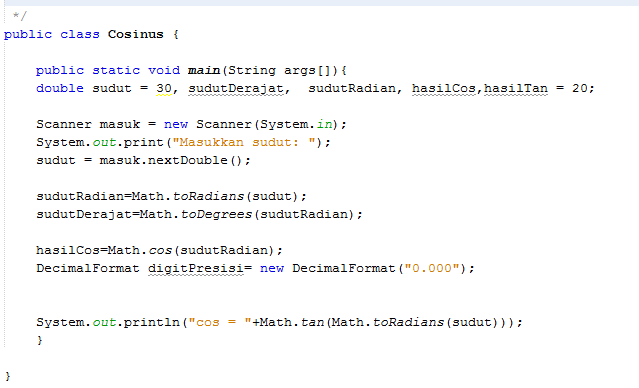 */
public class Cosinus {
public static void main(String args[]){
double sudut = 30, sudutDerajat,  sudutRadian, hasilCos,hasilTan = 20;
Scanner masuk = new Scanner(System.in);
System.out.print("Masukkan sudut: ");
sudut = masuk.nextDouble();
sudutRadian=Math.toRadians(sudut);
sudutDerajat=Math.toDegrees(sudutRadian);
hasilCos=Math.cos(sudutRadian);
DecimalFormat digitPresisi= new DecimalFormat("0.000");
System.out.println("cos = "+Math.tan(Math.toRadians(sudut)));
}
}